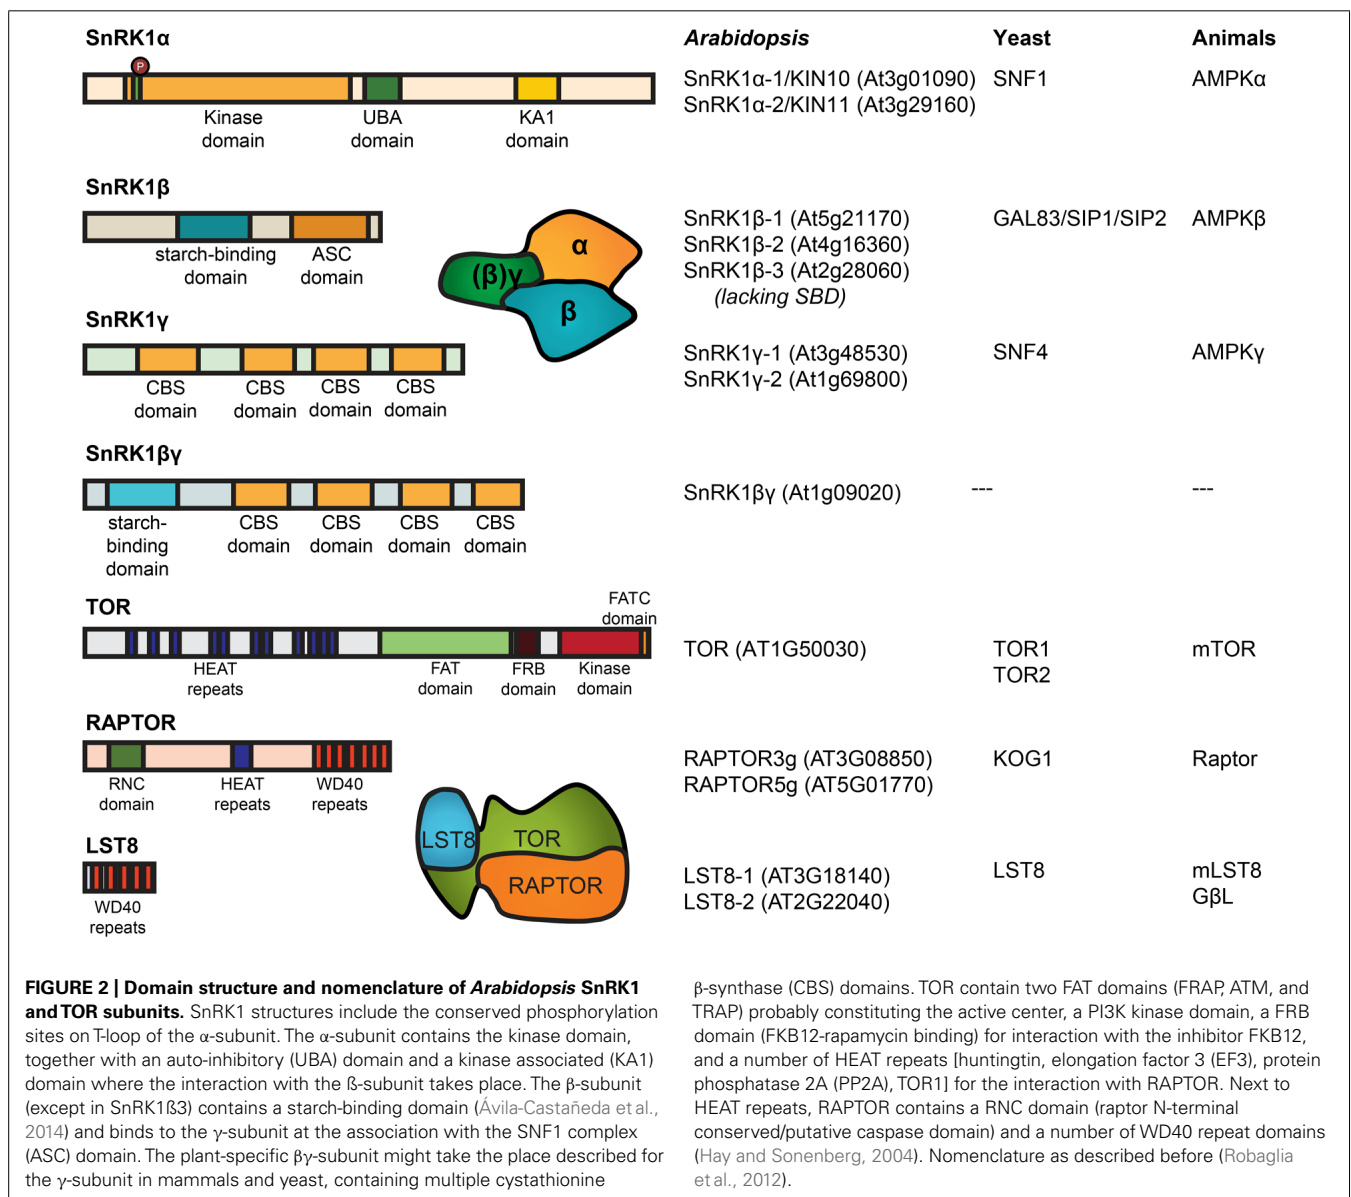 SnRK1α
Arabidopsis
Yeast
Animals
P
Kinase
domain
UBA
domain
KA1
domain
SnRK1α-1/KIN10 (At3g01090)
SnRK1α-2/KIN11 (At3g29160)
SNF1
AMPKα
SnRK1β
starch-binding
domain
ASC
domain
α
(β)γ
β
SnRK1β-1 (At5g21170)
SnRK1β-2 (At4g16360)
SnRK1β-3 (At2g28060)
(lacking SBD)
GAL83/SIP1/SIP2
AMPKβ
SnRK1γ
CBS
domain
CBS
domain
CBS
domain
CBS
domain
SnRK1γ-1 (At3g48530)
SnRK1γ-2 (At1g69800)
SNF4
AMPKγ
SnRK1βγ
starch-
binding
domain
CBS
domain
CBS
domain
CBS
domain
CBS
domain
SnRK1βγ (At1g09020)
---
---
TOR
FATC
domain
HEAT
repeats
FAT
domain
FRB
domain
Kinase
domain
TOR (AT1G50030)
TOR1
TOR2
mTOR
RAPTOR
RNC
domain
HEAT
repeats
WD40
repeats
RAPTOR3g (AT3G08850)
RAPTOR5g (AT5G01770)
KOG1
Raptor
LST8
WD40
repeats
LST8
TOR
RAPTOR
LST8-1 (AT3G18140)
LST8-2 (AT2G22040)
LST8
mLST8
GβL
FIGURE 2 | Domain structure and nomenclature of Arabidopsis SnRK1
and TOR subunits. SnRK1 structures include the conserved phosphorylation
sites on T-loop of the α-subunit. The α-subunit contains the kinase domain,
together with an auto-inhibitory (UBA) domain and a kinase associated (KA1)
domain where the interaction with the ß-subunit takes place. The β-subunit
(except in SnRK1ß3) contains a starch-binding domain (Ávila-Castañeda et al.,
2014) and binds to the γ-subunit at the association with the SNF1 complex
(ASC) domain. The plant-specific βγ-subunit might take the place described for
the γ-subunit in mammals and yeast, containing multiple cystathionine
β-synthase (CBS) domains. TOR contain two FAT domains (FRAP, ATM, and
TRAP) probably constituting the active center, a PI3K kinase domain, a FRB
domain (FKB12-rapamycin binding) for interaction with the inhibitor FKB12,
and a number of HEAT repeats [huntingtin, elongation factor 3 (EF3), protein
phosphatase 2A (PP2A), TOR1] for the interaction with RAPTOR. Next to
HEAT repeats, RAPTOR contains a RNC domain (raptor N-terminal
conserved/putative caspase domain) and a number of WD40 repeat domains
(Hay and Sonenberg, 2004). Nomenclature as described before (Robaglia
et al., 2012).